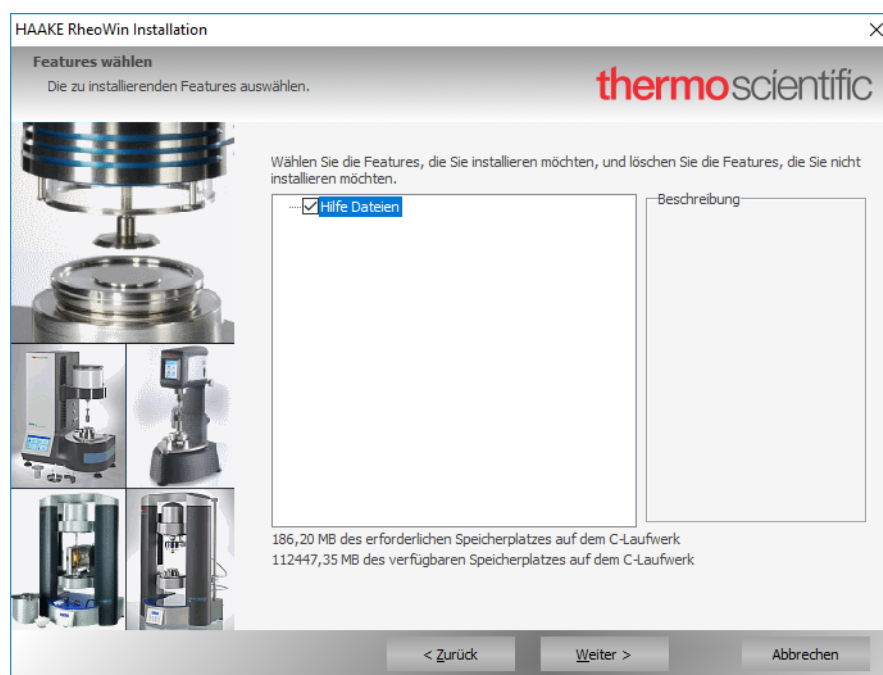 HAAKE RheoWin Installation
Features wählen
Die zu installierenden Features auswählen.
thermoscientific
Wählen Sie die Features, die Sie installieren möchten, und löschen Sie die Features, die Sie nicht
installieren möchten.
Hilfe Dateien
Beschreibung
186,20 MB des erforderlichen Speicherplatzes auf dem C-Laufwerk
112447,35 MB des verfügbaren Speicherplatzes auf dem C-Laufwerk
< Zurück
Weiter >
Abbrechen